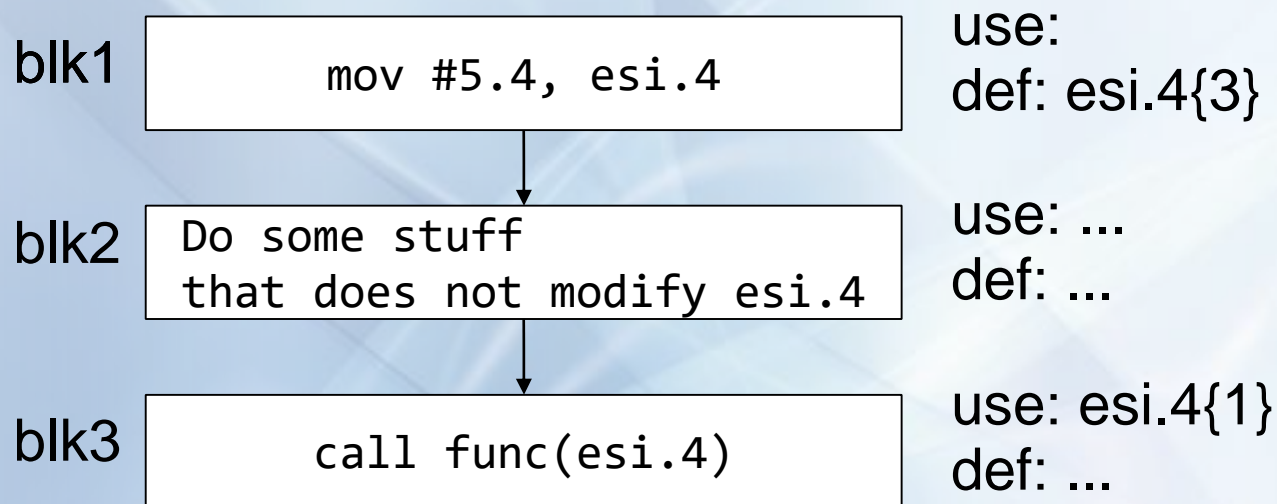 blk1
mov #5.4, esi.4
use:
def: esi.4{3}
blk2
Do some stuff
that does not modify esi.4
use: ...
def: ...
blk3
call func(esi.4)
use: esi.4{1}
def: ...